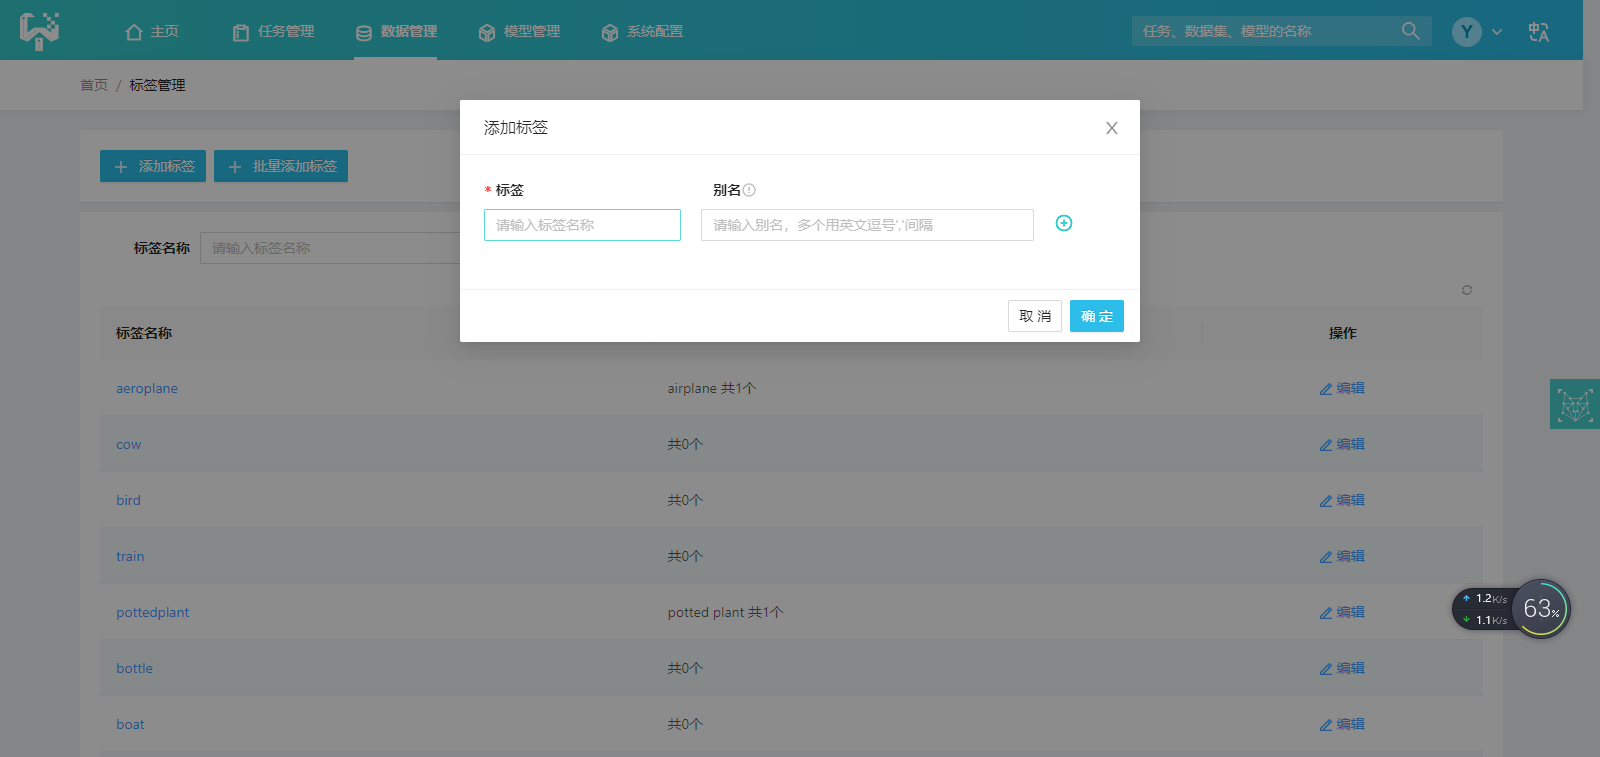 主页 任务管理 数据管理 模型管理 系统配置 任务、数据集、模型的名称 Y 中A
首页 / 标签管理
添加标签
添加标签 批量添加标签
* 标签 别名
请输入标签名称 请输入别名，多个用英文逗号','间隔
标签名称 请输入标签名称
取 消 确 定
标签名称 操作
aeroplane airplane 共1个 编辑
cow 共0个 编辑
bird 共0个 编辑
train 共0个 编辑
pottedplant potted plant 共1个 编辑
1.2K/s
63%
1.1K/s
bottle 共0个 编辑
boat 共0个 编辑